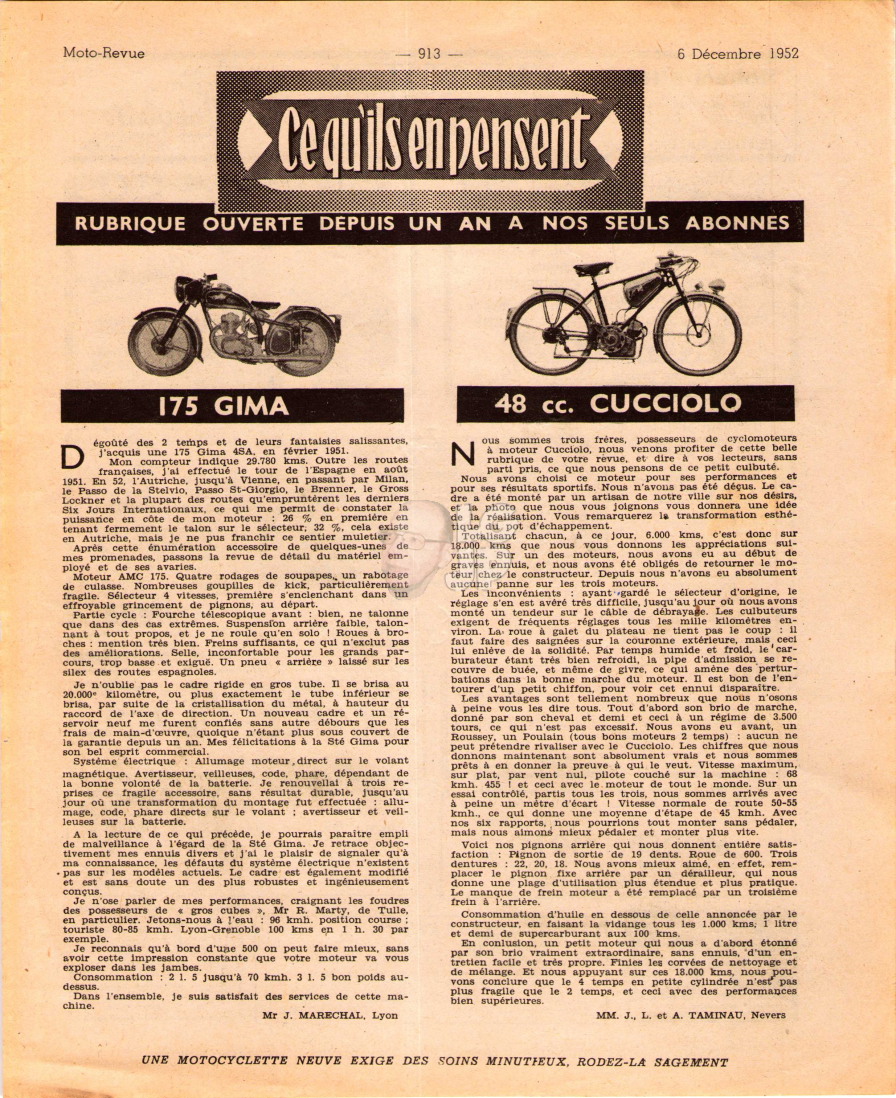 Moto-Revue
— 913 —
6 Décembre 1952
Ce qu'ils en pensent
RUBRIQUE OUVERTE DEPUIS UN AN A NOS SEULS ABONNES
175 GIMA
Dégoûté des 2 temps et de leurs fantaisies salissantes,
j'acquis une 175 Gima 4SA, en février 1951.
Mon compteur indique 29.780 kms. Outre les routes
françaises, j'ai effectué le tour de l'Espagne en août
1951. En 52, l'Autriche, jusqu'à Vienne, en passant par Milan,
le Passo de la Stelvio, Passo St-Giorgio, le Brenner, le Gross
Lockner et la plupart des routes qu'empruntèrent les derniers
Six Jours Internationaux, ce qui me permit de constater la
puissance en côte de mon moteur : 26 % en première en
tenant fermement le talon sur le sélecteur, 32 %, cela existe
en Autriche, mais je ne pus franchir ce sentier muletier.
Après cette énumération accessoire de quelques-unes de
mes promenades, passons la revue de détail du matériel em-
ployé et de ses avaries.
Moteur AMC 175. Quatre rodages de soupapes, un rabotage
de culasse. Nombreuses goupilles de kick, particulièrement
fragile. Sélecteur 4 vitesses, première s'enclenchant dans un
effroyable grincement de pignons, au départ.
Partie cycle : Fourche télescopique avant : bien, ne talonne
que dans des cas extrêmes. Suspension arrière faible, talon-
nant à tout propos, et je ne roule qu'en solo ! Roues à bro-
ches : mention très bien. Freins suffisants, ce qui n'exclut pas
des améliorations. Selle, inconfortable pour les grands par-
cours, trop basse et exiguë. Un pneu « arrière » laissé sur les
silex des routes espagnoles.
Je n'oublie pas le cadre rigide en gros tube. Il se brisa au
20.000e kilomètre, ou plus exactement le tube inférieur se
brisa, par suite de la cristallisation du métal, à hauteur du
raccord de l'axe de direction. Un nouveau cadre et un ré-
servoir neuf me furent confiés sans autre débours que les
frais de main-d'œuvre, quoique n'étant plus sous couvert de
la garantie depuis un an. Mes félicitations à la Sté Gima pour
son bel esprit commercial.
Système électrique : Allumage moteur direct sur le volant
magnétique. Avertisseur, veilleuses, code, phare, dépendant de
la bonne volonté de la batterie. Je renouvellai à trois re-
prises ce fragile accessoire, sans résultat durable, jusqu'au
jour où une transformation du montage fut effectuée : allu-
mage, code, phare directs sur le volant ; avertisseur et veil-
leuses sur la batterie.
A la lecture de ce qui précède, je pourrais paraître empli
de malveillance à l'égard de la Sté Gima. Je retrace objec-
tivement mes ennuis divers et j'ai le plaisir de signaler qu'à
ma connaissance, les défauts du système électrique n'existent
pas sur les modèles actuels. Le cadre est également modifié
et est sans doute un des plus robustes et ingénieusement
conçus.
Je n'ose parler de mes performances, craignant les foudres
des possesseurs de « gros cubes », Mr R. Marty, de Tulle,
en particulier. Jetons-nous à l'eau : 96 kmh. position course ;
touriste 80-85 kmh. Lyon-Grenoble 100 kms en 1 h. 30 par
exemple.
Je reconnais qu'à bord d'une 500 on peut faire mieux, sans
avoir cette impression constante que votre moteur va vous
exploser dans les jambes.
Consommation : 2 l. 5 jusqu'à 70 kmh. 3 l. 5 bon poids au-
dessus.
Dans l'ensemble, je suis satisfait des services de cette ma-
chine.
Mr J. MARECHAL, Lyon
48 cc. CUCCIOLO
Nous sommes trois frères, possesseurs de cyclomoteurs
à moteur Cucciolo, nous venons profiter de cette belle
rubrique de votre revue, et dire à vos lecteurs, sans
parti pris, ce que nous pensons de ce petit culbuté.
Nous avons choisi ce moteur pour ses performances et
pour ses résultats sportifs. Nous n'avons pas été déçus. Le ca-
dre a été monté par un artisan de notre ville sur nos désirs,
et la photo que nous vous joignons vous donnera une idée
de la réalisation. Vous remarquerez la transformation esthé-
tique du pot d'échappement.
Totalisant chacun, à ce jour, 6.000 kms, c'est donc sur
18.000 kms que nous vous donnons les appréciations sui-
vantes. Sur un des moteurs, nous avons eu au début de
graves ennuis, et nous avons été obligés de retourner le mo-
teur chez le constructeur. Depuis nous n'avons eu absolument
aucune panne sur les trois moteurs.
Les inconvénients : ayant gardé le sélecteur d'origine, le
réglage s'en est avéré très difficile, jusqu'au jour où nous avons
monté un tendeur sur le câble de débrayage. Les culbuteurs
exigent de fréquents réglages tous les mille kilomètres en-
viron. La roue à galet du plateau ne tient pas le coup : il
faut faire des saignées sur la couronne extérieure, mais ceci
lui enlève de la solidité. Par temps humide et froid, le car-
burateur étant très bien refroidi, la pipe d'admission se re-
couvre de buée, et même de givre, ce qui amène des pertur-
bations dans la bonne marche du moteur. Il est bon de l'en-
tourer d'un petit chiffon, pour voir cet ennui disparaître.
Les avantages sont tellement nombreux que nous n'osons
à peine vous les dire tous. Tout d'abord son brio de marche,
donné par son cheval et demi et ceci à un régime de 3.500
tours, ce qui n'est pas excessif. Nous avons eu avant, un
Roussey, un Poulain (tous bons moteurs 2 temps) : aucun ne
peut prétendre rivaliser avec le Cucciolo. Les chiffres que nous
donnons maintenant sont absolument vrais et nous sommes
prêts à en donner la preuve à qui le veut. Vitesse maximum,
sur plat, par vent nul, pilote couché sur la machine : 68
kmh. 455 ! et ceci avec le moteur de tout le monde. Sur un
essai contrôlé, partis tous les trois, nous sommes arrivés avec
à peine un mètre d'écart ! Vitesse normale de route 50-55
kmh., ce qui donne une moyenne d'étape de 45 kmh. Avec
nos six rapports, nous pourrions tout monter sans pédaler,
mais nous aimons mieux pédaler et monter plus vite.
Voici nos pignons arrière qui nous donnent entière satis-
faction : Pignon de sortie de 19 dents. Roue de 600. Trois
dentures : 22, 20, 18. Nous avons mieux aimé, en effet, rem-
placer le pignon fixe arrière par un dérailleur, qui nous
donne une plage d'utilisation plus étendue et plus pratique.
Le manque de frein moteur a été remplacé par un troisième
frein à l'arrière.
Consommation d'huile en dessous de celle annoncée par le
constructeur, en faisant la vidange tous les 1.000 kms; 1 litre
et demi de supercarburant aux 100 kms.
En conlusion, un petit moteur qui nous a d'abord étonné
par son brio vraiment extraordinaire, sans ennuis, d'un en-
tretien facile et très propre. Finies les corvées de nettoyage et
de mélange. Et nous appuyant sur ces 18.000 kms, nous pou-
vons conclure que le 4 temps en petite cylindrée n'est pas
plus fragile que le 2 temps, et ceci avec des performances
bien supérieures.
MM. J., L. et A. TAMINAU, Nevers
UNE MOTOCYCLETTE NEUVE EXIGE DES SOINS MINUTIEUX, RODEZ-LA SAGEMENT